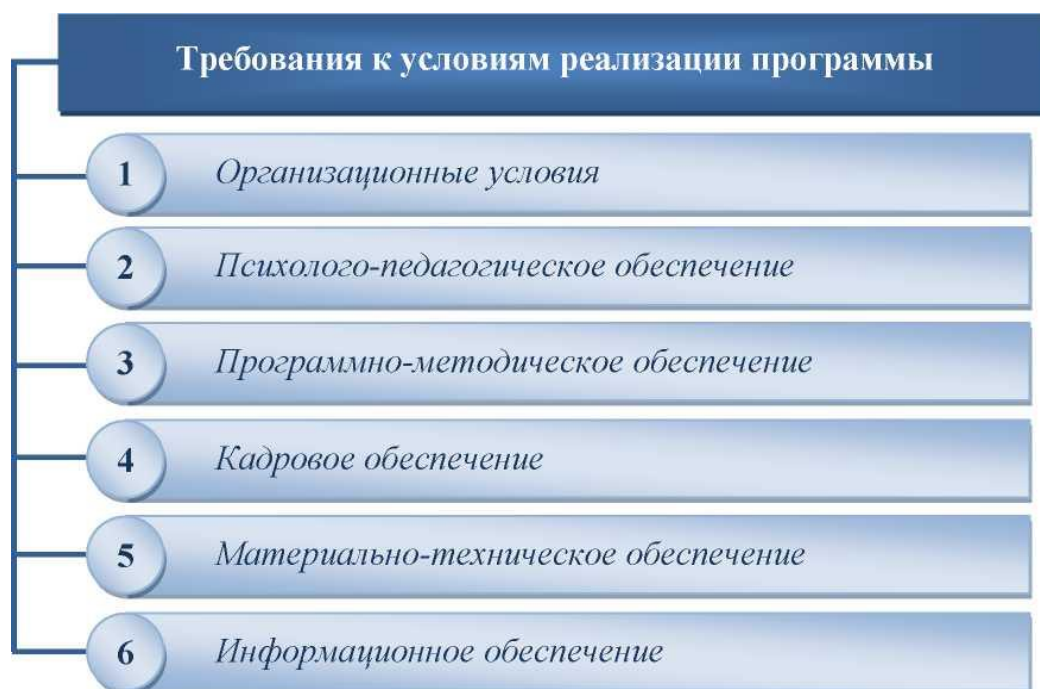 Требования к условиям реализации программы
1 Организационные условия
2 Психолого-педагогическое обеспечение
3 Программно-методическое обеспечение
4 Кадровое обеспечение
5 Материально-техническое обеспечение
6 Информационное обеспечение